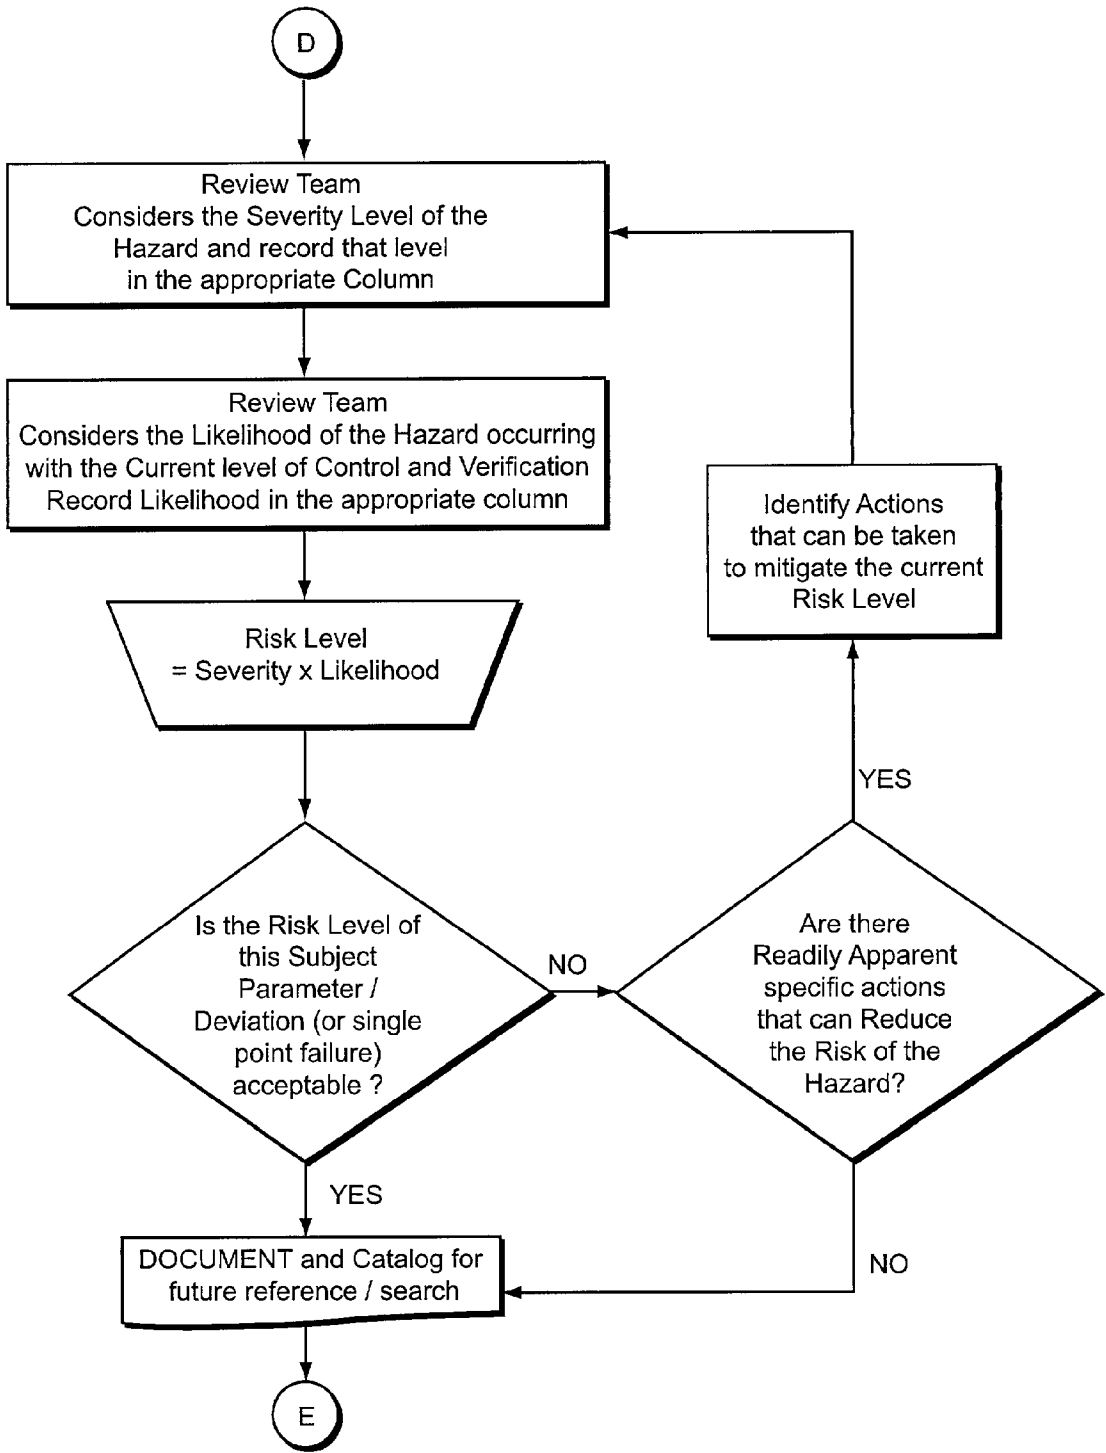 D
Review Team
Considers the Severity Level of the
Hazard and record that level
in the appropriate Column
Review Team
Considers the Likelihood of the Hazard occurring
with the Current level of Control and Verification
Record Likelihood in the appropriate column
Identify Actions
that can be taken
to mitigate the current
Risk Level
Risk Level
= Severity x Likelihood
YES
Is the Risk Level of
this Subject
Parameter /
Deviation (or single
point failure)
acceptable ?
NO
Are there
Readily Apparent
specific actions
that can Reduce
the Risk of the
Hazard?
YES
NO
DOCUMENT and Catalog for
future reference / search
E